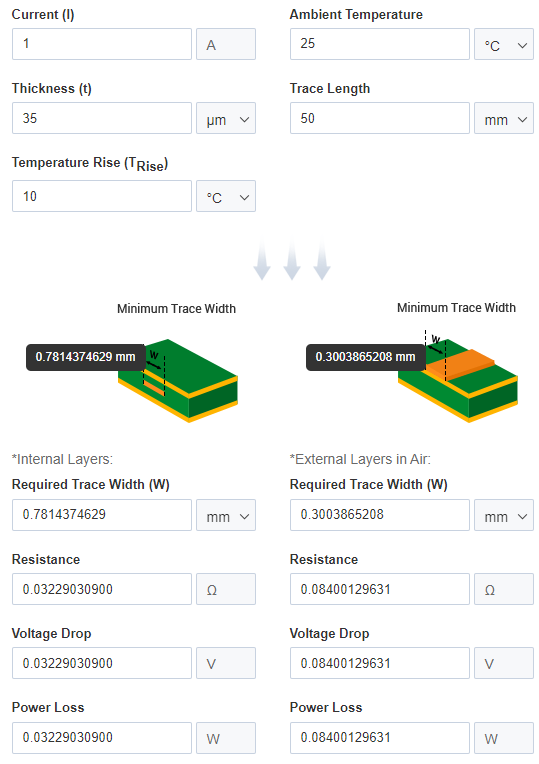 Current (I)
Ambient Temperature
1 A
25 °C
Thickness (t)
Trace Length
35 μm
50 mm
Temperature Rise (TRise)
10 °C
Minimum Trace Width
Minimum Trace Width
0.7814374629 mm
W
0.3003865208 mm
W
*Internal Layers:
*External Layers in Air:
Required Trace Width (W)
Required Trace Width (W)
0.7814374629 mm
0.3003865208 mm
Resistance
Resistance
0.03229030900 Ω
0.08400129631 Ω
Voltage Drop
Voltage Drop
0.03229030900 V
0.08400129631 V
Power Loss
Power Loss
0.03229030900 W
0.08400129631 W